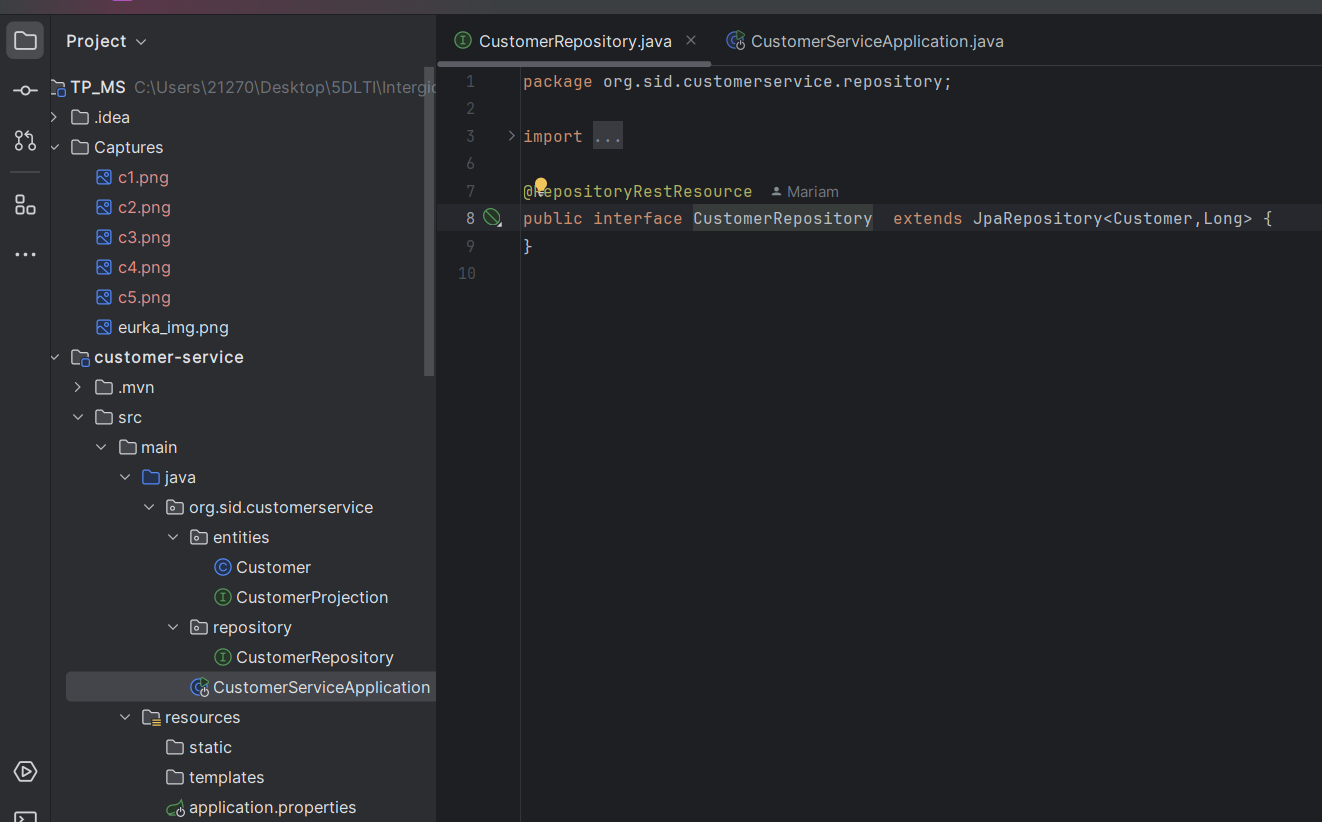 Project
CustomerRepository.java
CustomerServiceApplication.java
TP_MS C:\Users\21270\Desktop\5DLTI\Intergic
.idea
Captures
c1.png
c2.png
c3.png
c4.png
c5.png
eurka_img.png
customer-service
.mvn
src
main
java
org.sid.customerservice
entities
Customer
CustomerProjection
repository
CustomerRepository
CustomerServiceApplication
resources
static
templates
application.properties
1 package org.sid.customerservice.repository;
2
3 import ...
6
7 @RepositoryRestResource Mariam
8 public interface CustomerRepository  extends JpaRepository<Customer,Long> {
9 }
10